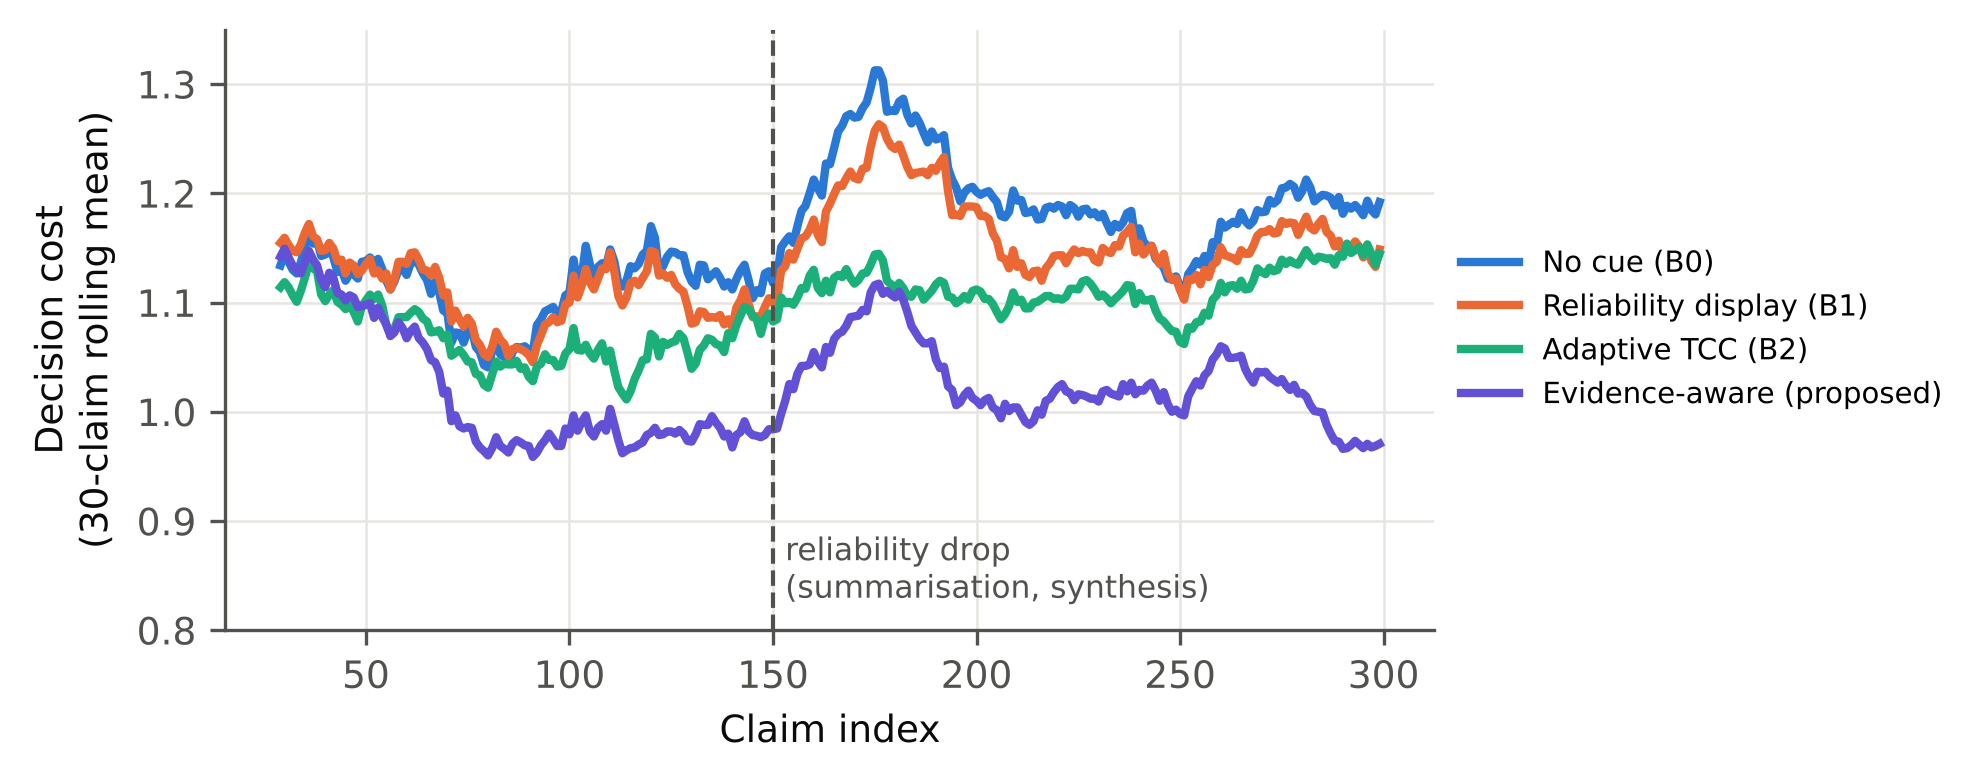 Decision cost
(30-claim rolling mean)
1.3
1.2
1.1
1.0
0.9
0.8
reliability drop
(summarisation, synthesis)
50 100 150 200 250 300
Claim index
No cue (B0)
Reliability display (B1)
Adaptive TCC (B2)
Evidence-aware (proposed)